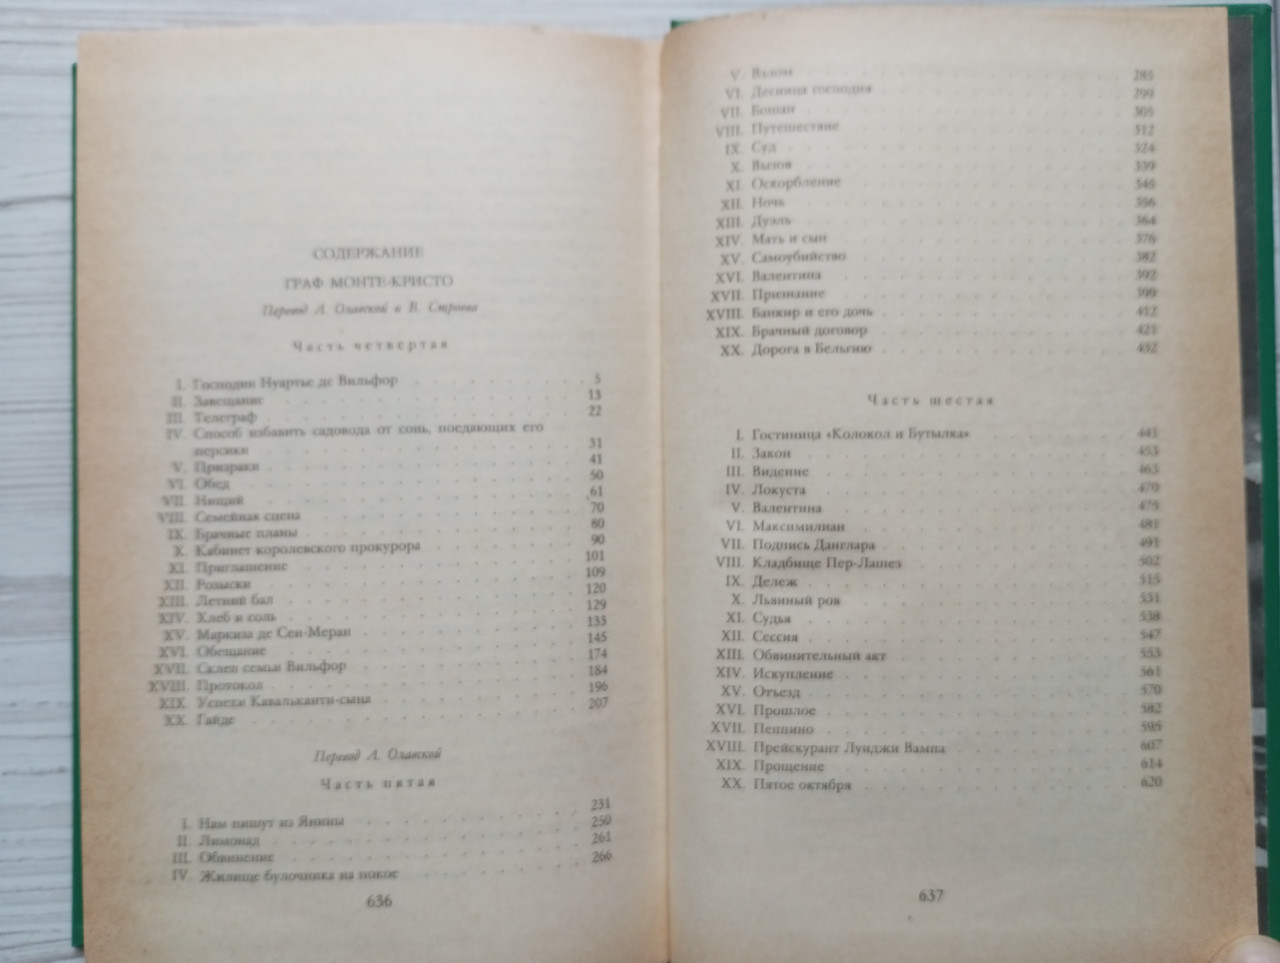 СОДЕРЖАНИЕ
ГРАФ МОНТЕ-КРИСТО
Перевод Л. Олавской и В. Строева
Часть четвертая
I. Господин Нуартье де Вильфор 5
II. Завещание 13
III. Телеграф 22
IV. Способ избавить садовода от сонь, поедающих его
персики 31
V. Призраки 41
VI. Обед 50
VII. Нищий 61
VIII. Семейная сцена 70
IX. Брачные планы 80
X. Кабинет королевского прокурора 90
XI. Приглашение 101
XII. Розыски 109
XIII. Летний бал 120
XIV. Хлеб и соль 129
XV. Маркиза де Сен-Меран 133
XVI. Обещание 145
XVII. Склеп семьи Вильфор 174
XVIII. Протокол 184
XIX. Успехи Кавальканти-сына 196
XX. Гайде 207
Перевод Л. Олавской
Часть пятая
I. Нам пишут из Янины 231
II. Лимонад 250
III. Обвинение 261
IV. Жилище булочника на покое 266
636
V. Взлом 285
VI. Десница господня 299
VII. Бошан 305
VIII. Путешествие 312
IX. Суд 324
X. Вызов 339
XI. Оскорбление 345
XII. Ночь 356
XIII. Дуэль 364
XIV. Мать и сын 376
XV. Самоубийство 382
XVI. Валентина 392
XVII. Признание 399
XVIII. Банкир и его дочь 412
XIX. Брачный договор 421
XX. Дорога в Бельгию 432
Часть шестая
I. Гостиница «Колокол и Бутылка» 441
II. Закон 453
III. Видение 463
IV. Локуста 470
V. Валентина 475
VI. Максимилиан 481
VII. Подпись Данглара 491
VIII. Кладбище Пер-Лашез 502
IX. Дележ 515
X. Львиный ров 531
XI. Судья 538
XII. Сессия 547
XIII. Обвинительный акт 553
XIV. Искупление 561
XV. Отъезд 570
XVI. Прошлое 582
XVII. Пеппино 595
XVIII. Прейскурант Луиджи Вампа 607
XIX. Прощение 614
XX. Пятое октября 620
637